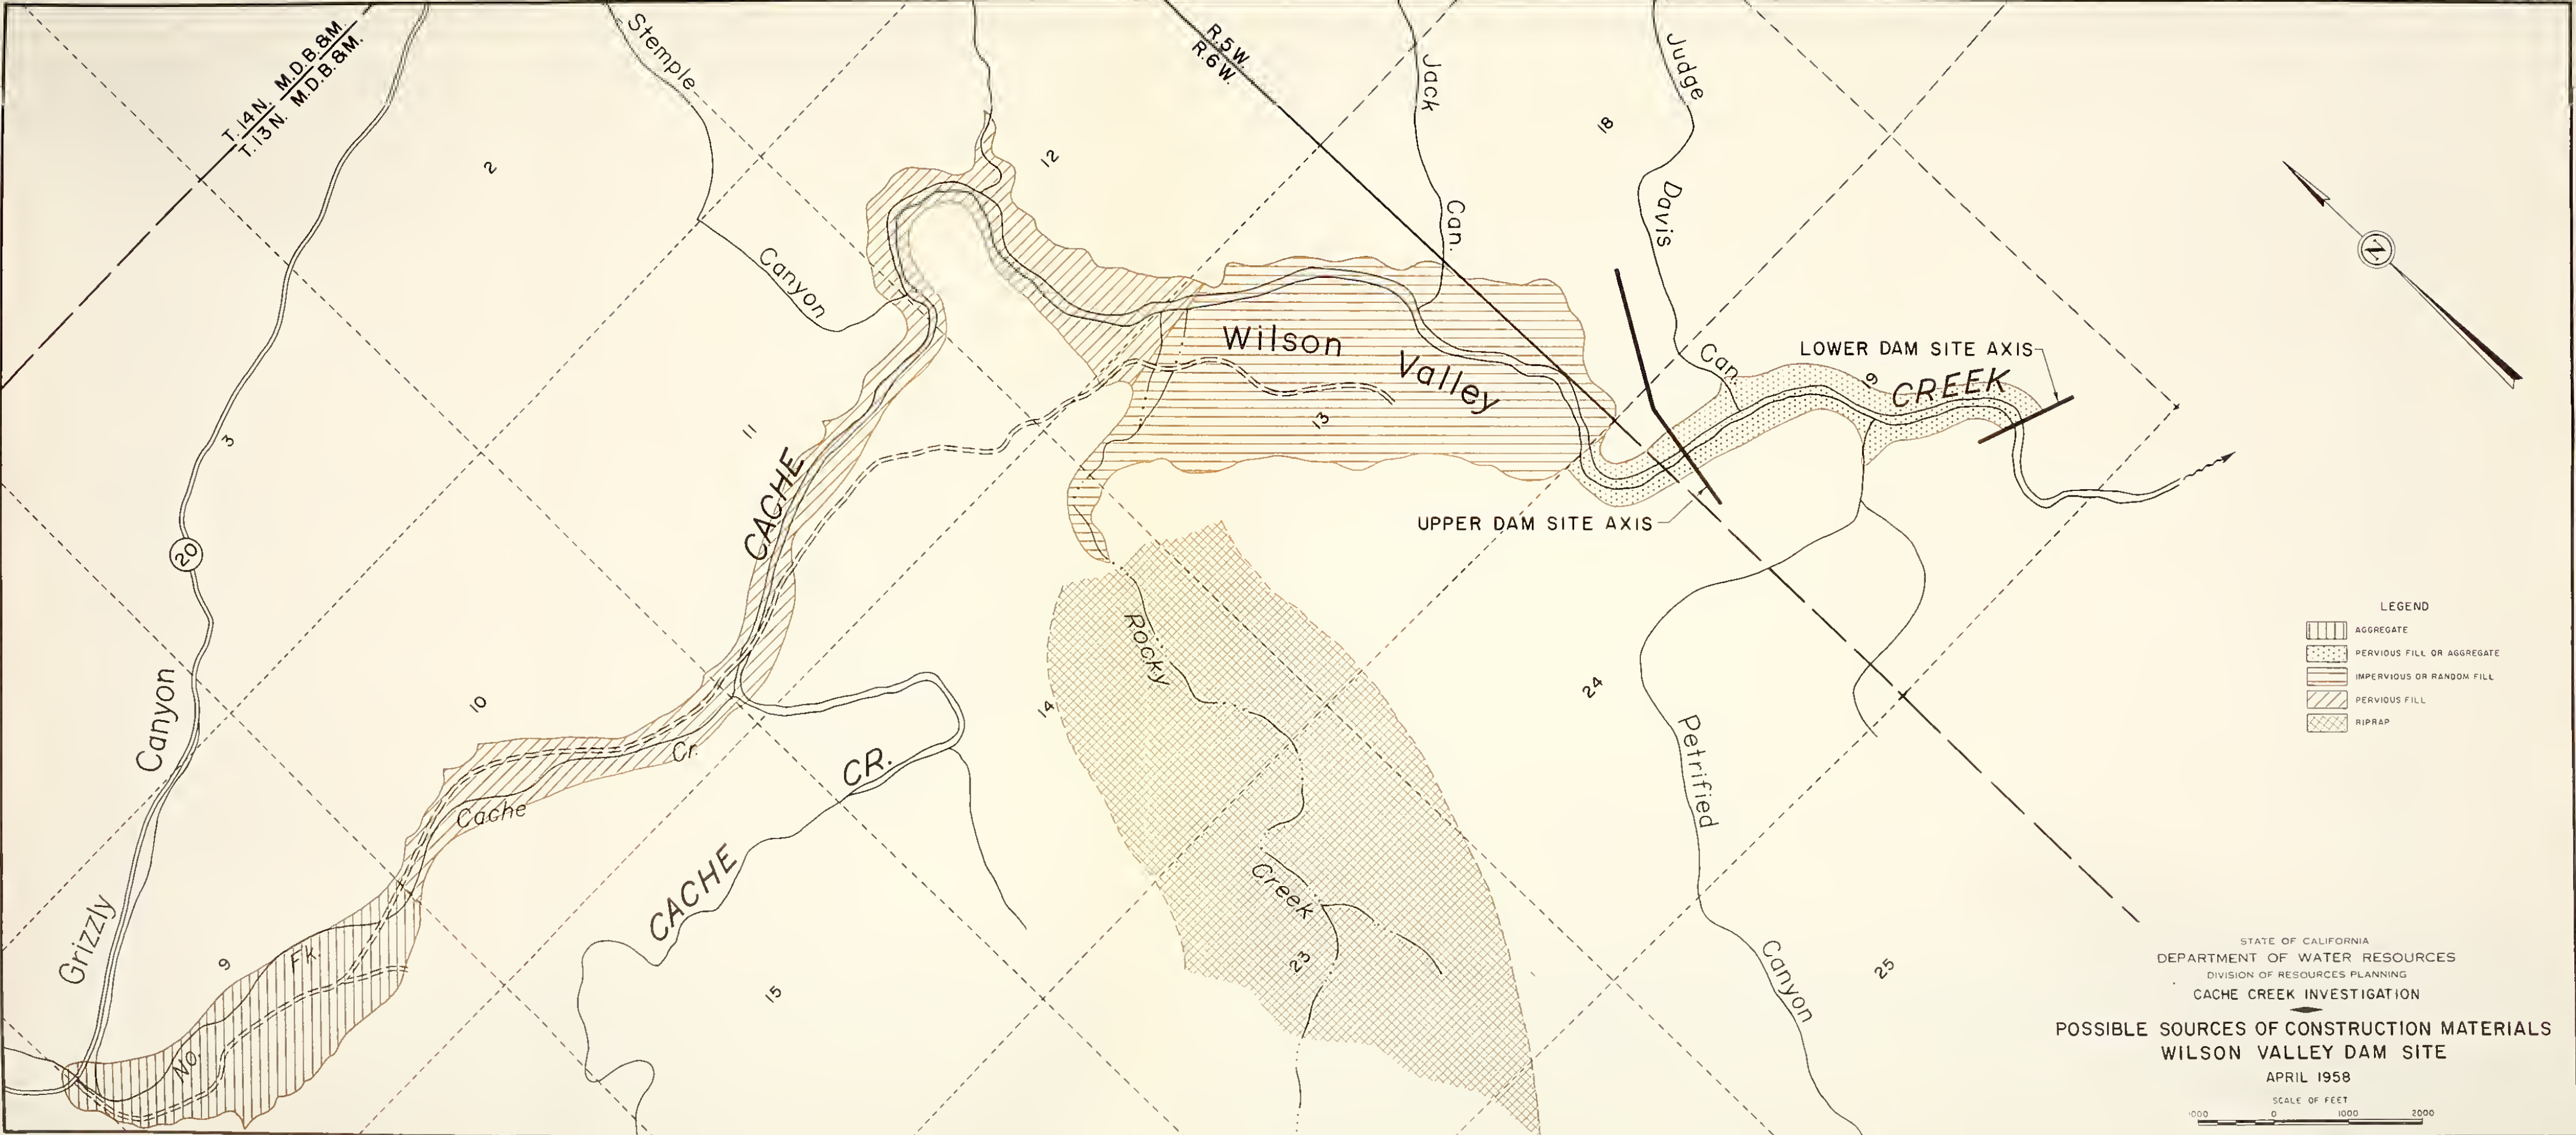 T.14N. M.D.B.&M.
T.13N. M.D.B.&M.
Stemple
Canyon
R.5W.
R.6W.
Jack
Can.
Judge
Davis
Can.
2
12
18
3
11
13
9
10
14
24
9
15
23
25
20
Wilson
Valley
LOWER DAM SITE AXIS
CREEK
UPPER DAM SITE AXIS
CACHE
Canyon
Grizzly
Rocky
Creek
Cr.
Cache
Fk.
No.
CR.
CACHE
Petrified
Canyon
N
LEGEND
AGGREGATE
PERVIOUS FILL OR AGGREGATE
IMPERVIOUS OR RANDOM FILL
PERVIOUS FILL
RIPRAP
STATE OF CALIFORNIA
DEPARTMENT OF WATER RESOURCES
DIVISION OF RESOURCES PLANNING
CACHE CREEK INVESTIGATION
POSSIBLE SOURCES OF CONSTRUCTION MATERIALS
WILSON VALLEY DAM SITE
APRIL 1958
SCALE OF FEET
1000 0 1000 2000